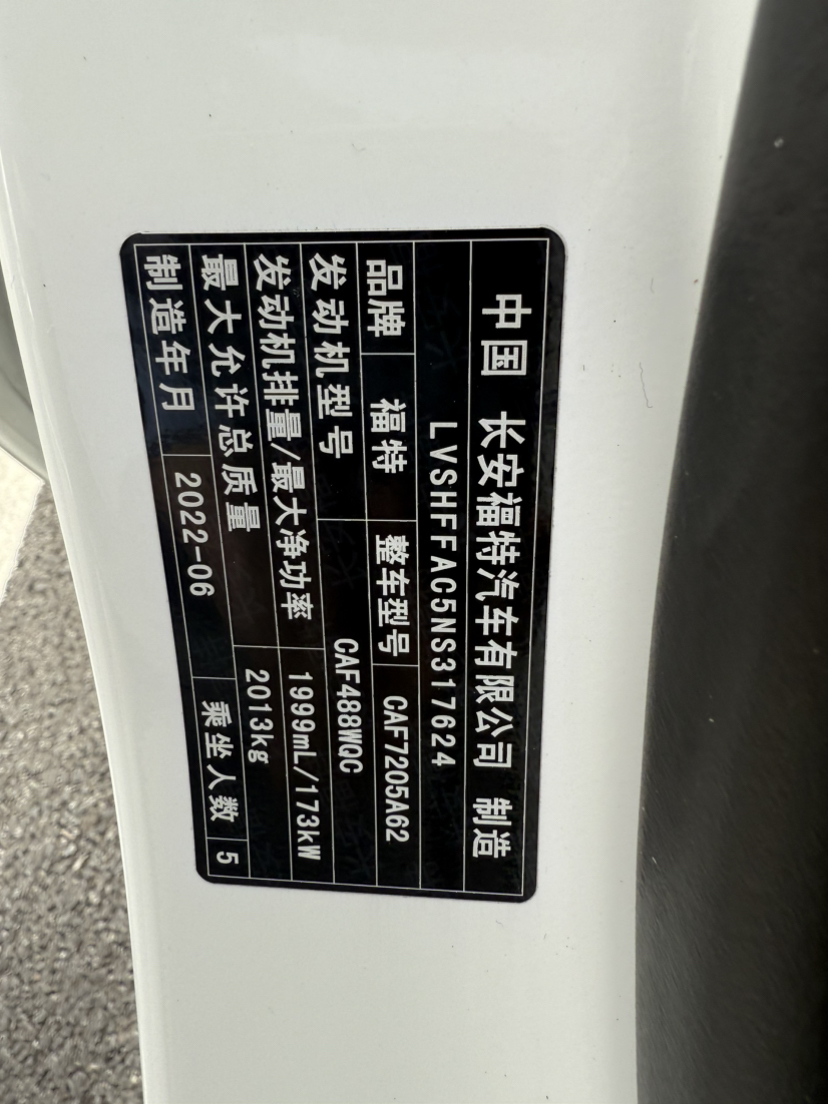 中国 长安福特汽车有限公司 制造
LVSHFFAC5NS317624
品牌 福特 整车型号 CAF7205A62
发动机型号 CAF488WQC
发动机排量/最大净功率 1999mL/173kW
最大允许总质量 2013kg
制造年月 2022-06 乘坐人数 5